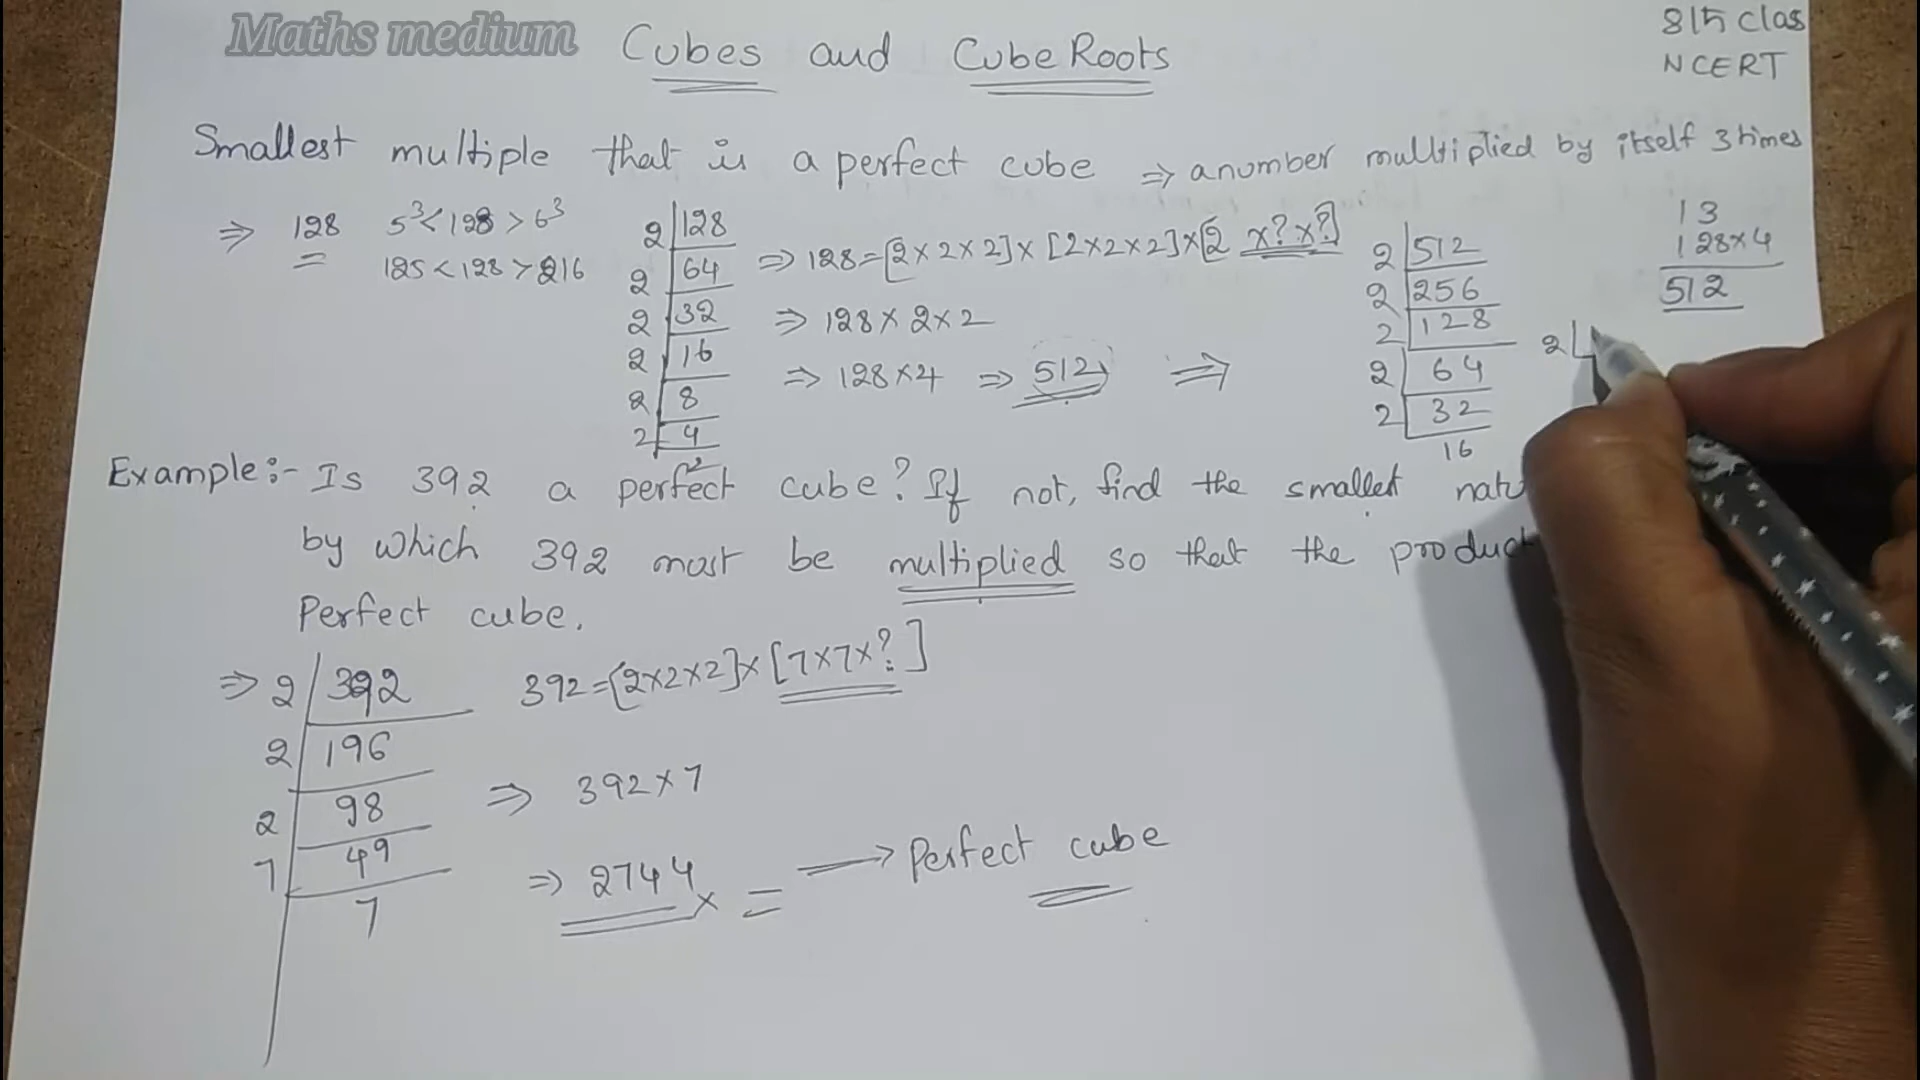 Maths medium
Cubes and Cube Roots
8th Clas
NCERT
Smallest multiple that is a perfect cube ⇒ a number multiplied by itself 3 times
⇒ 128 5³<128>6³
125<128>216
2|128
2|64
2|32
2|16
2|8
2|4
2
⇒ 128=[2×2×2]×[2×2×2]×[2 ×?×?]
⇒ 128×2×2
⇒ 128×4 ⇒ 512 ⇒
2|512
2|256
2|128
2|64
2|32
16
13
128×4
512
2|
Example:- Is 392 a perfect cube? If not, find the smallest natu
by which 392 must be multiplied so that the product
Perfect cube.
⇒ 2|392
2|196
2|98
7|49
7
392=[2×2×2]×[7×7×?]
⇒ 392×7
⇒ 2744 = → Perfect cube